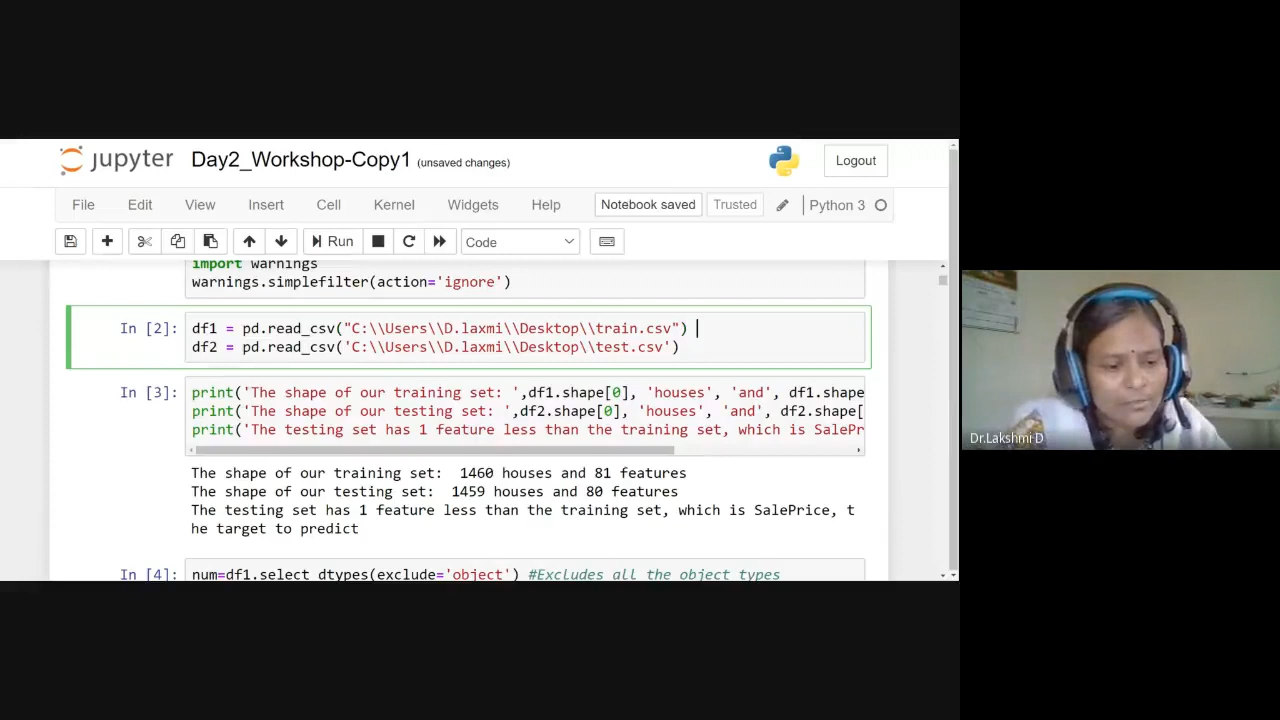 jupyter Day2_Workshop-Copy1 (unsaved changes) Logout
File Edit View Insert Cell Kernel Widgets Help Notebook saved Trusted Python 3
Run Code
import warnings
warnings.simplefilter(action='ignore')
In [2]: df1 = pd.read_csv("C:\\Users\\D.laxmi\\Desktop\\train.csv")
df2 = pd.read_csv('C:\\Users\\D.laxmi\\Desktop\\test.csv')
In [3]: print('The shape of our training set: ',df1.shape[0], 'houses', 'and', df1.shape
print('The shape of our testing set: ',df2.shape[0], 'houses', 'and', df2.shape[
print('The testing set has 1 feature less than the training set, which is SalePr
The shape of our training set:  1460 houses and 81 features
The shape of our testing set:  1459 houses and 80 features
The testing set has 1 feature less than the training set, which is SalePrice, t
he target to predict
In [4]: num=df1.select_dtypes(exclude='object') #Excludes all the object types
Dr.Lakshmi D